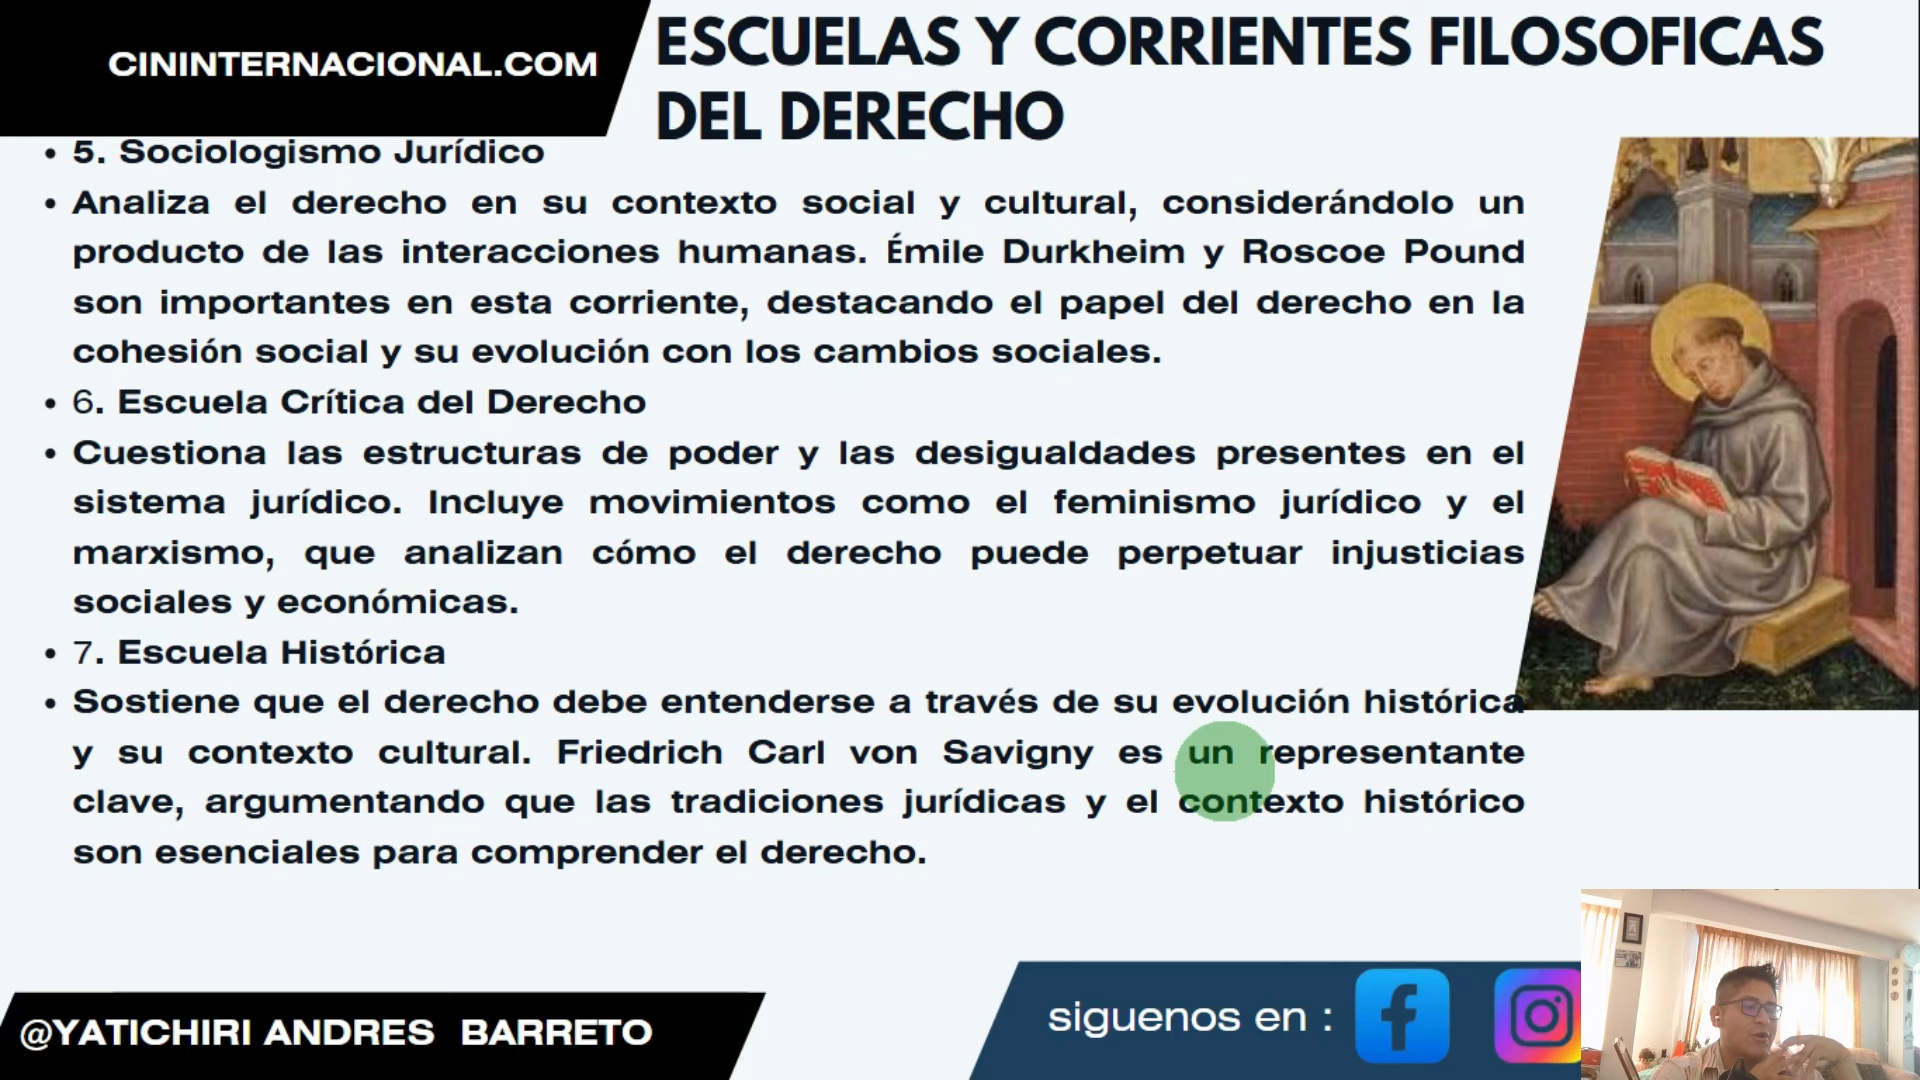 CININTERNACIONAL.COM
ESCUELAS Y CORRIENTES FILOSOFICAS
DEL DERECHO
• 5. Sociologismo Jurídico
• Analiza el derecho en su contexto social y cultural, considerándolo un
producto de las interacciones humanas. Émile Durkheim y Roscoe Pound
son importantes en esta corriente, destacando el papel del derecho en la
cohesión social y su evolución con los cambios sociales.
• 6. Escuela Crítica del Derecho
• Cuestiona las estructuras de poder y las desigualdades presentes en el
sistema jurídico. Incluye movimientos como el feminismo jurídico y el
marxismo, que analizan cómo el derecho puede perpetuar injusticias
sociales y económicas.
• 7. Escuela Histórica
• Sostiene que el derecho debe entenderse a través de su evolución histórica
y su contexto cultural. Friedrich Carl von Savigny es un representante
clave, argumentando que las tradiciones jurídicas y el contexto histórico
son esenciales para comprender el derecho.
@YATICHIRI ANDRES BARRETO
siguenos en :